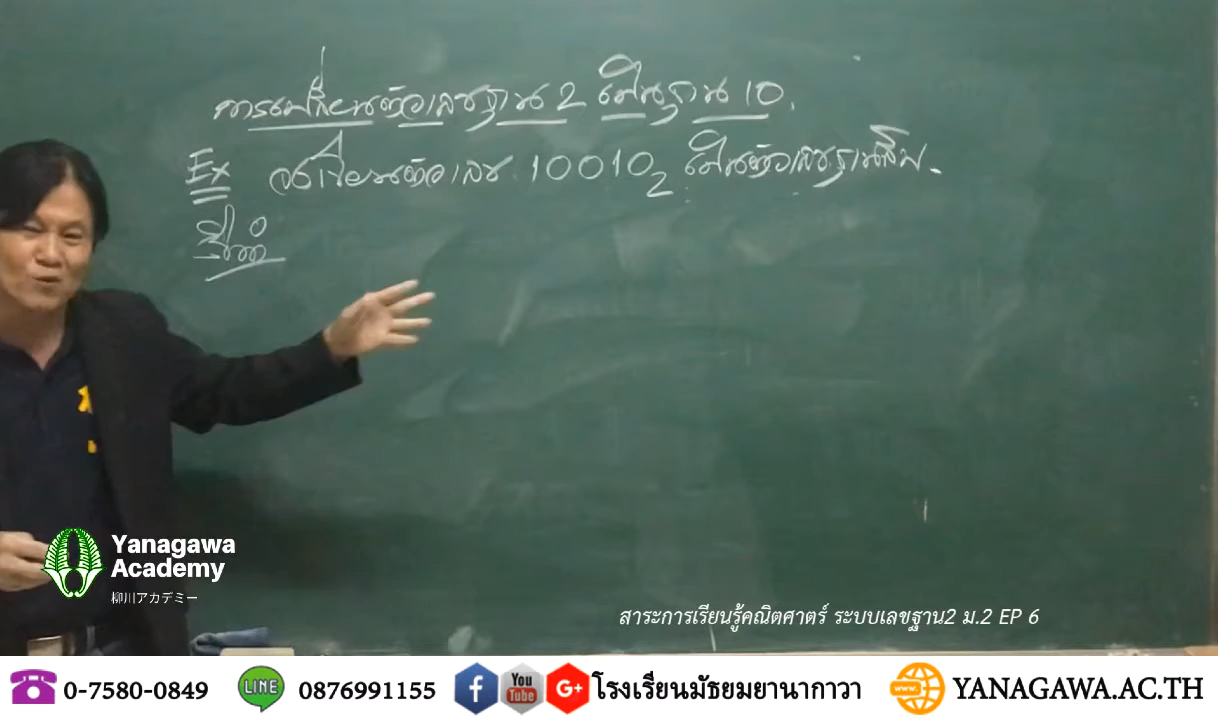 การเปลี่ยนตัวเลขฐาน 2 เป็นฐาน 10.
Ex จงเขียนตัวเลข 10010₂ เป็นตัวเลขฐานสิบ.
วิธีทำ
Yanagawa
Academy
柳川アカデミー
สาระการเรียนรู้คณิตศาตร์ ระบบเลขฐาน2 ม.2 EP 6
0-7580-0849 LINE 0876991155 f You Tube G+ โรงเรียนมัธยมยานากาวา www. YANAGAWA.AC.TH